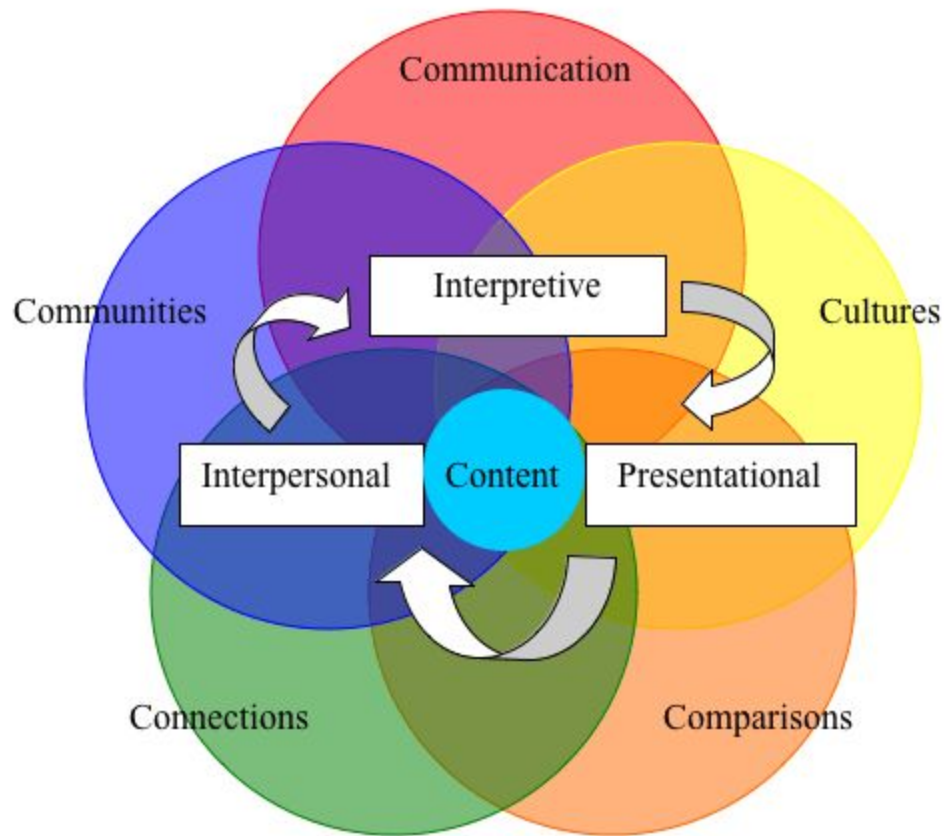 Communication
Interpretive
Communities
Cultures
Interpersonal
Content
Presentational
Connections
Comparisons